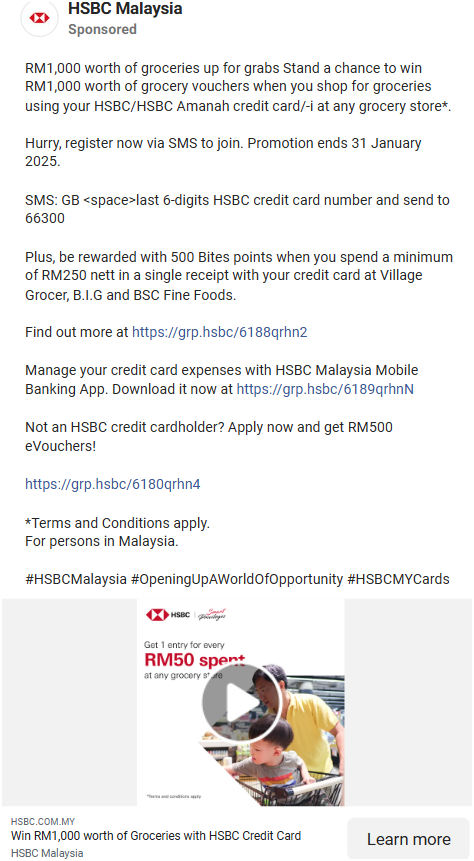 HSBC Malaysia
Sponsored
RM1,000 worth of groceries up for grabs Stand a chance to win
RM1,000 worth of grocery vouchers when you shop for groceries
using your HSBC/HSBC Amanah credit card/-i at any grocery store*.
Hurry, register now via SMS to join. Promotion ends 31 January
2025.
SMS: GB <space>last 6-digits HSBC credit card number and send to
66300
Plus, be rewarded with 500 Bites points when you spend a minimum
of RM250 nett in a single receipt with your credit card at Village
Grocer, B.I.G and BSC Fine Foods.
Find out more at https://grp.hsbc/6188qrhn2
Manage your credit card expenses with HSBC Malaysia Mobile
Banking App. Download it now at https://grp.hsbc/6189qrhnN
Not an HSBC credit cardholder? Apply now and get RM500
eVouchers!
https://grp.hsbc/6180qrhn4
*Terms and Conditions apply.
For persons in Malaysia.
#HSBCMalaysia #OpeningUpAWorldOfOpportunity #HSBCMYCards
HSBC
Smart
Privileges
Get 1 entry for every
RM50 spent
at any grocery store
*Terms and conditions apply
HSBC.COM.MY
Win RM1,000 worth of Groceries with HSBC Credit Card
HSBC Malaysia
Learn more